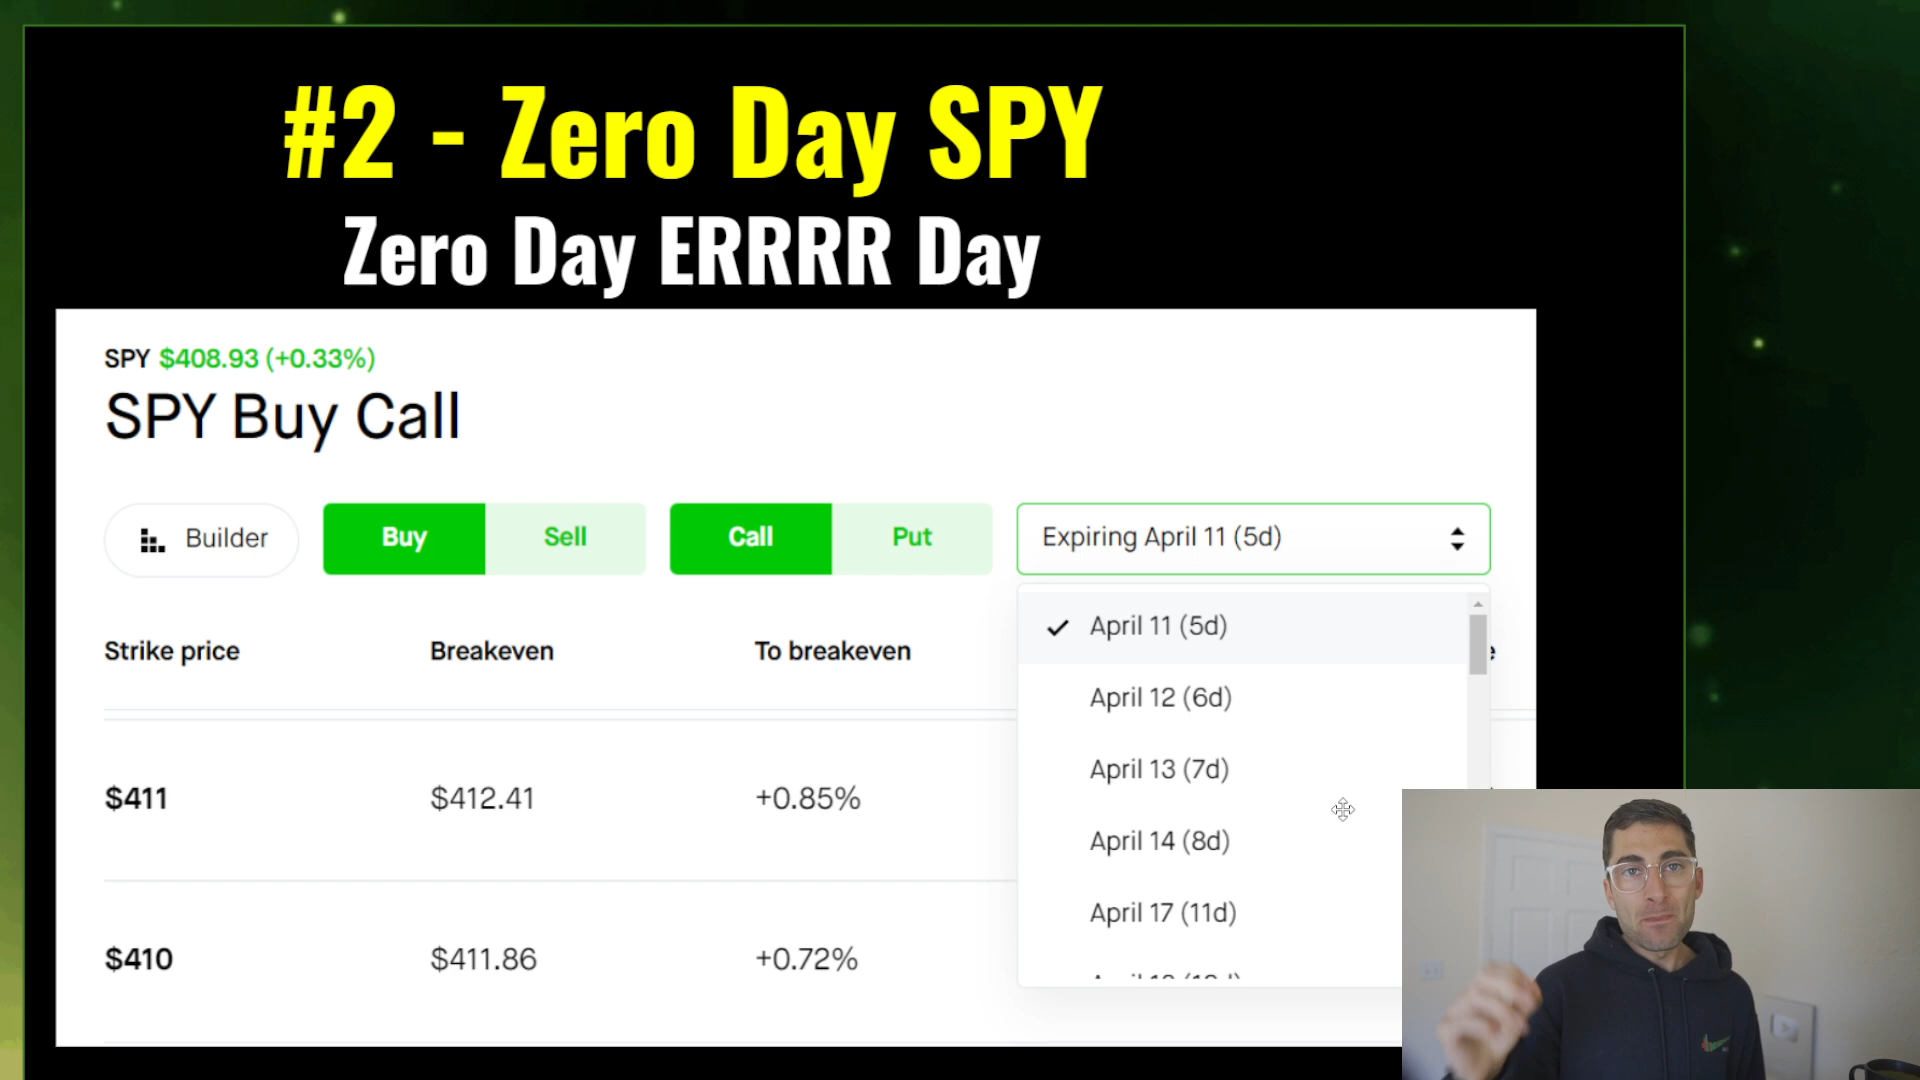 #2 - Zero Day SPY
Zero Day ERRRR Day
SPY $408.93 (+0.33%)
SPY Buy Call
Builder
Buy
Sell
Call
Put
Expiring April 11 (5d)
April 11 (5d)
April 12 (6d)
April 13 (7d)
April 14 (8d)
April 17 (11d)
Strike price
Breakeven
To breakeven
$411
$412.41
+0.85%
$410
$411.86
+0.72%